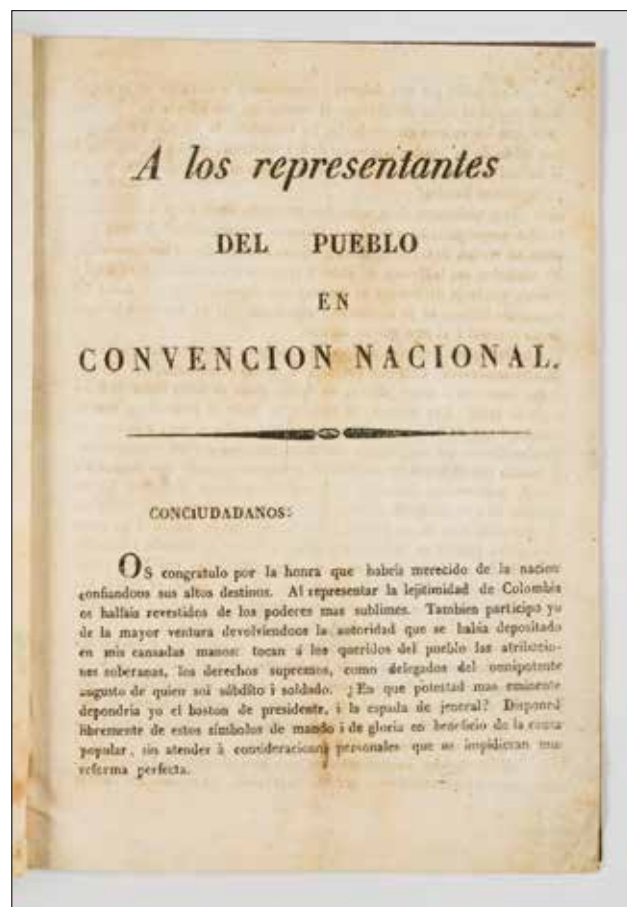 A los representantes
DEL PUEBLO
EN
CONVENCION NACIONAL.
CONCIUDADANOS:
Os congratulo por la honra que habeis merecido de la nacion
confiandoos sus altos destinos. Al representar la lejitimidad de Colombia
os hallais revestidos de los poderes mas sublimes. Tambien participo yo
de la mayor ventura devolviendoos la autoridad que se habia depositado
en mis cansadas manos: tocan á los queridos del pueblo las atribucio-
nes soberanas, los derechos supremos, como delegados del omnipotente
augusto de quien soi súbdito i soldado. ¿En que potestad mas eminente
depondria yo el baston de presidente, i la espada de jeneral? Disponed
libremente de estos símbolos de mando i de gloria en beneficio de la causa
popular, sin atender á consideraciones personales que os impidieran una
reforma perfecta.